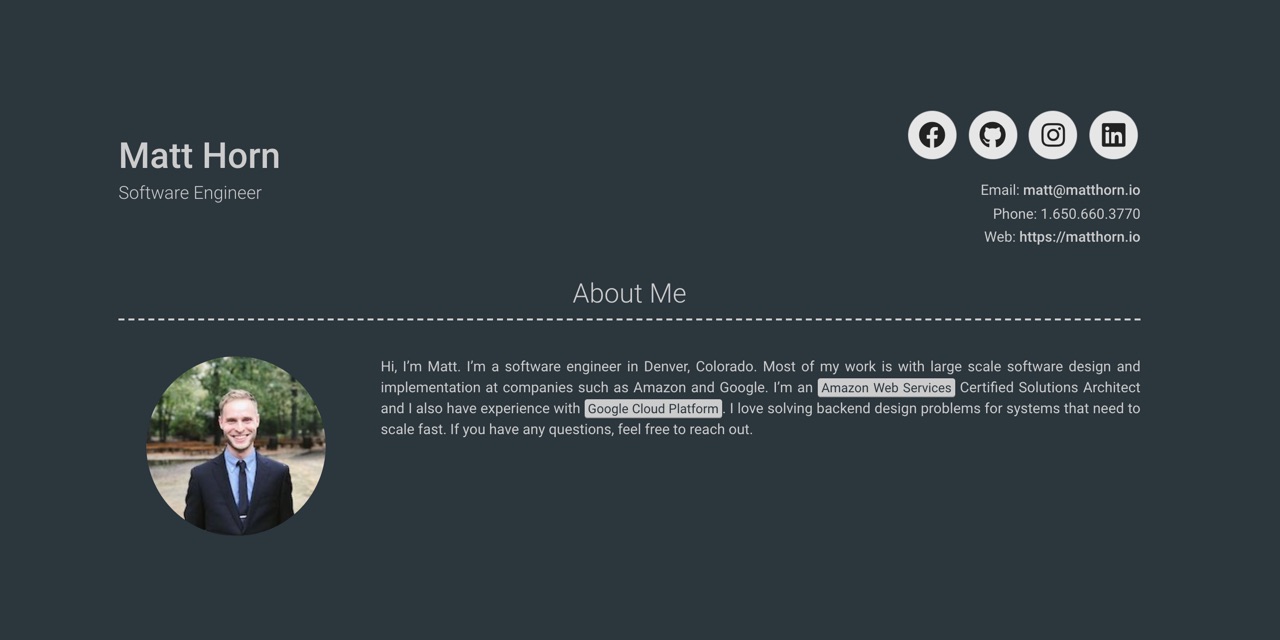 Matt Horn
Software Engineer
Email: matt@matthorn.io
Phone: 1.650.660.3770
Web: https://matthorn.io
About Me
Hi, I’m Matt. I’m a software engineer in Denver, Colorado. Most of my work is with large scale software design and
implementation at companies such as Amazon and Google. I’m an Amazon Web Services Certified Solutions Architect
and I also have experience with Google Cloud Platform. I love solving backend design problems for systems that need to
scale fast. If you have any questions, feel free to reach out.